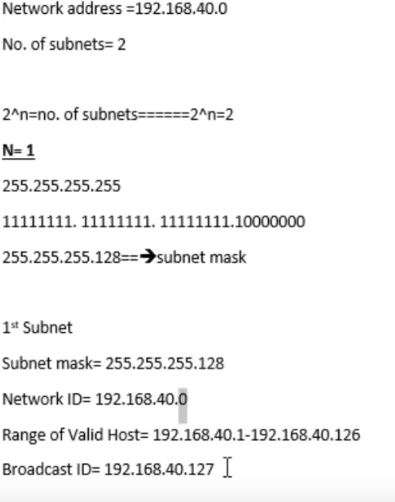 Network address =192.168.40.0
No. of subnets= 2
2^n=no. of subnets======2^n=2
N= 1
255.255.255.255
11111111. 11111111. 11111111.10000000
255.255.255.128==➔subnet mask
1st Subnet
Subnet mask= 255.255.255.128
Network ID= 192.168.40.0
Range of Valid Host= 192.168.40.1-192.168.40.126
Broadcast ID= 192.168.40.127